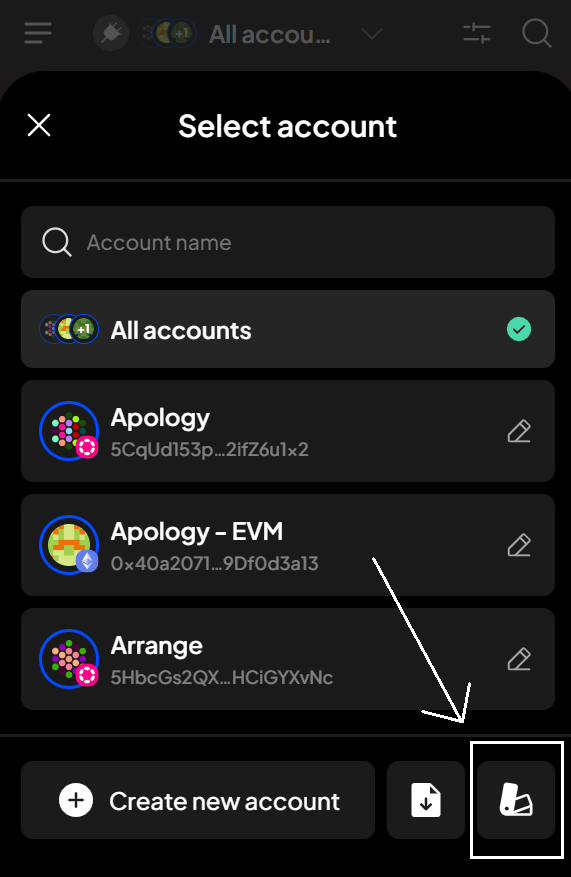 +1 All accou...
Select account
Account name
+1 All accounts
Apology
5CqUd153p...2ifZ6u1x2
Apology - EVM
0x40a2071...9Df0d3a13
Arrange
5HbcGs2QX...HCiGYXvNc
Create new account